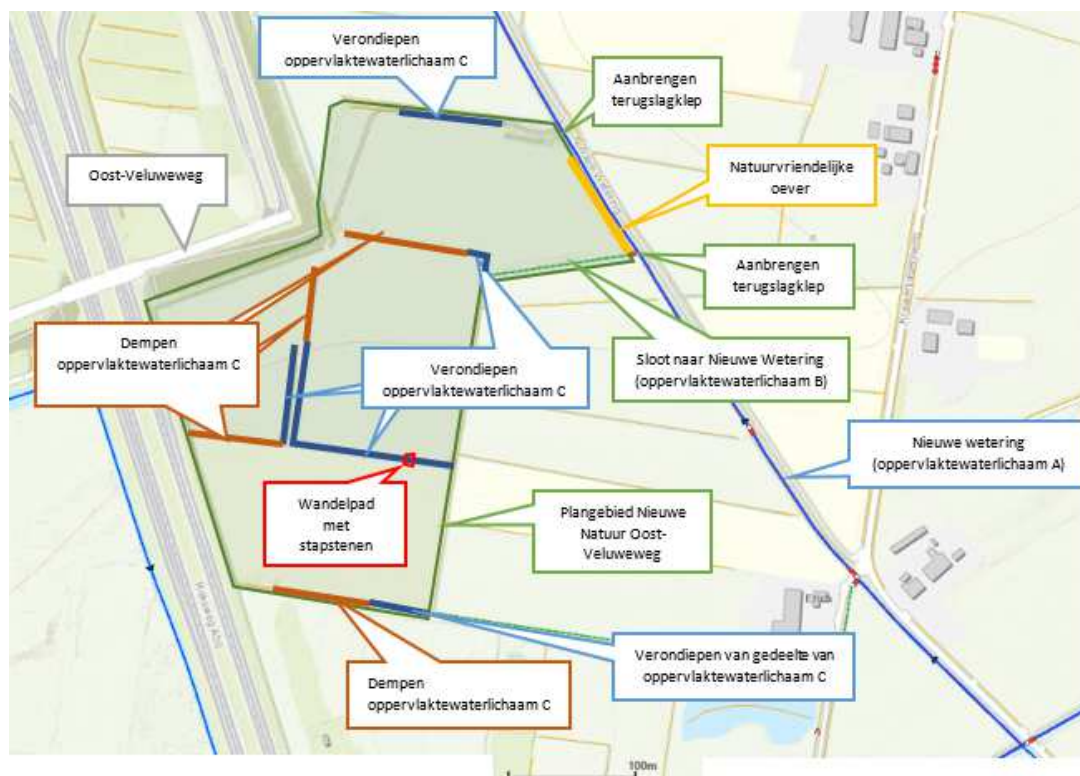 Verondiepen
oppervlaktewaterlichaam C
Aanbrengen
terugslagklep
Oost-Veluweweg
Natuurvriendelijke
oever
Aanbrengen
terugslagklep
Dempen
oppervlaktewaterlichaam C
Verondiepen
oppervlaktewaterlichaam C
Sloot naar Nieuwe Wetering
(oppervlaktewaterlichaam B)
Nieuwe wetering
(oppervlaktewaterlichaam A)
Wandelpad
met
stapstenen
Plangebied Nieuwe
Natuur Oost-
Veluweweg
Rijksweg A50
Verondiepen van gedeelte van
oppervlaktewaterlichaam C
Dempen
oppervlaktewaterlichaam C
100m